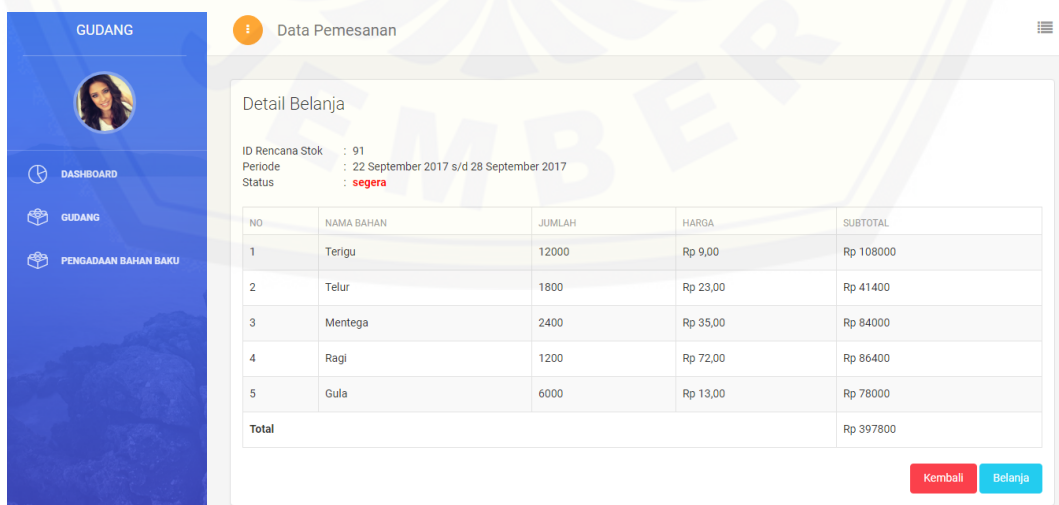 GUDANG
Data Pemesanan
DASHBOARD
GUDANG
PENGADAAN BAHAN BAKU
Detail Belanja
ID Rencana Stok : 91
Periode : 22 September 2017 s/d 28 September 2017
Status : segera
NO NAMA BAHAN JUMLAH HARGA SUBTOTAL
1 Terigu 12000 Rp 9,00 Rp 108000
2 Telur 1800 Rp 23,00 Rp 41400
3 Mentega 2400 Rp 35,00 Rp 84000
4 Ragi 1200 Rp 72,00 Rp 86400
5 Gula 6000 Rp 13,00 Rp 78000
Total Rp 397800
Kembali Belanja
EMBER